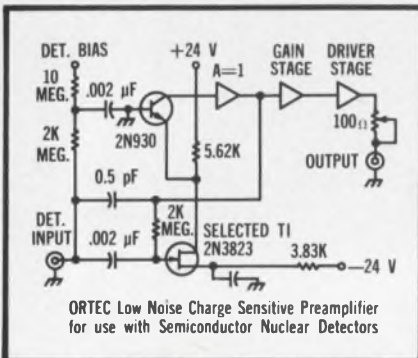 DET. BIAS
+24 V
GAIN STAGE
DRIVER STAGE
10 MEG.
.002 µF
A=1
2N930
100Ω
2K MEG.
5.62K
OUTPUT
0.5 pF
2K MEG.
SELECTED TI 2N3823
DET. INPUT
.002 µF
3.83K
—24 V
ORTEC Low Noise Charge Sensitive Preamplifier
for use with Semiconductor Nuclear Detectors